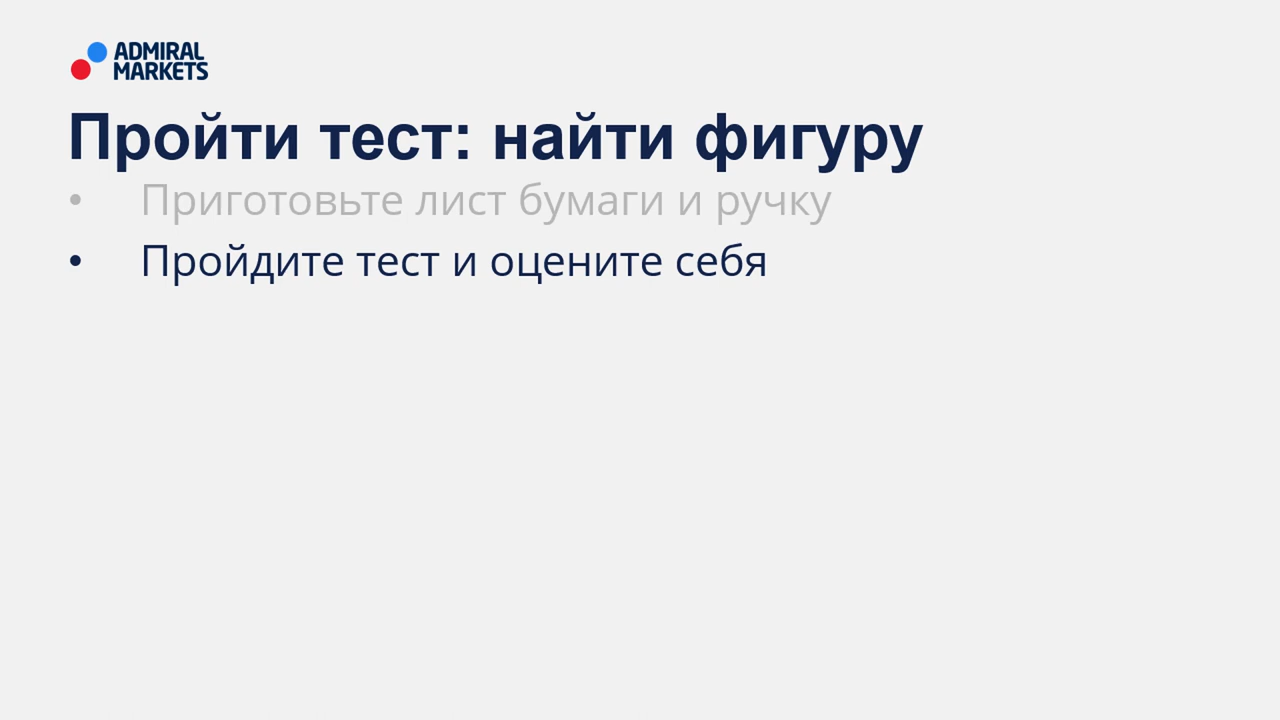 ADMIRAL
MARKETS
Пройти тест: найти фигуру
• Приготовьте лист бумаги и ручку
• Пройдите тест и оцените себя